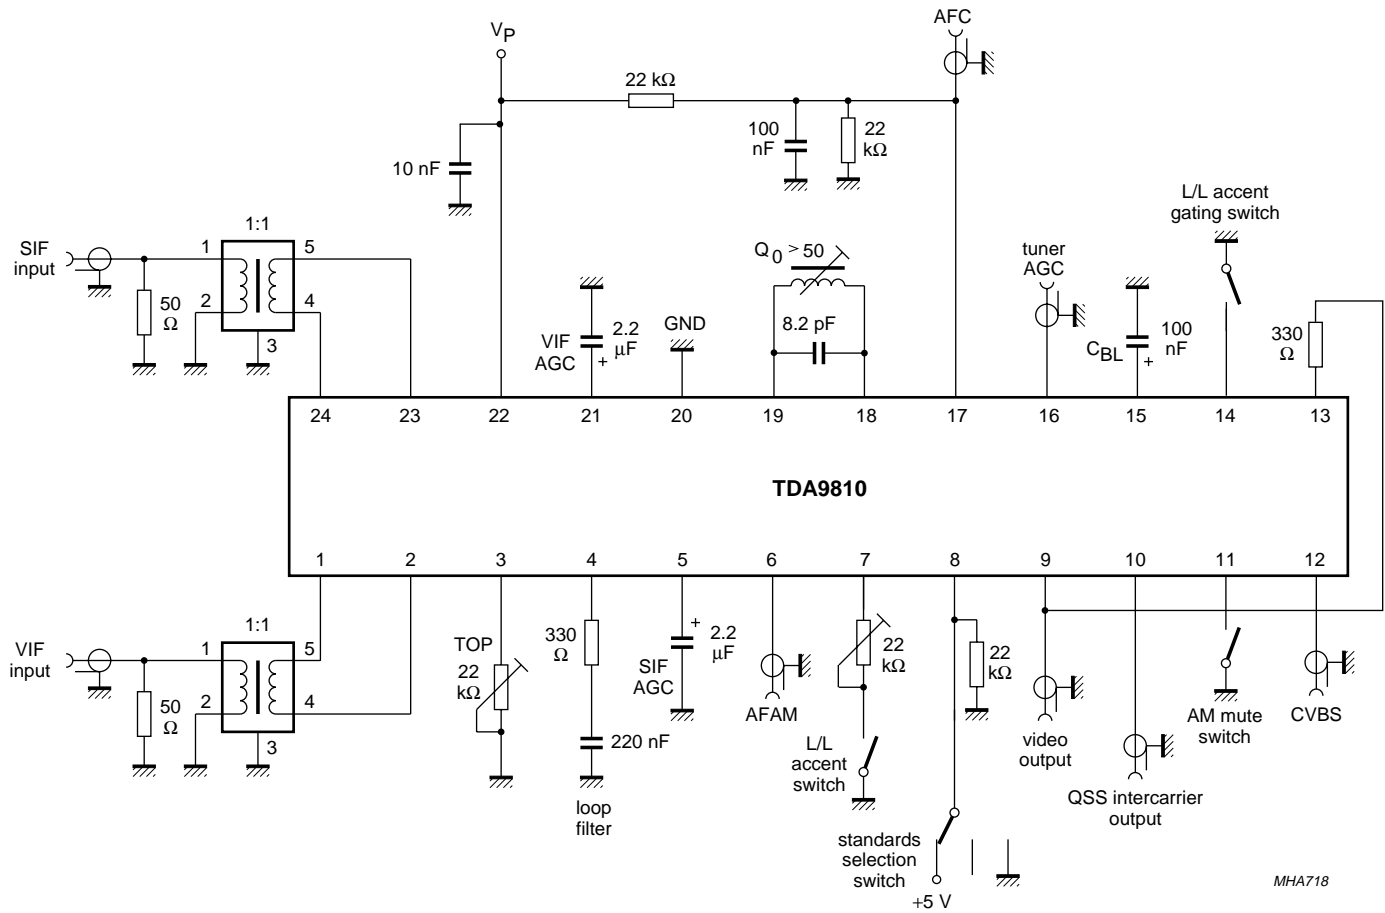 AFC
VP
22 kΩ
100
nF
22
kΩ
10 nF
L/L accent
gating switch
1:1
SIF
input
1
5
2
4
3
50
Ω
Q0 > 50
tuner
AGC
VIF
AGC
2.2
μF
+
GND
8.2 pF
CBL
100
nF
+
330
Ω
24
23
22
21
20
19
18
17
16
15
14
13
TDA9810
1
2
3
4
5
6
7
8
9
10
11
12
1:1
VIF
input
1
5
2
4
3
50
Ω
TOP
22
kΩ
330
Ω
220 nF
loop
filter
+
2.2
μF
SIF
AGC
AFAM
22
kΩ
L/L
accent
switch
22
kΩ
standards
selection
switch
+5 V
video
output
QSS intercarrier
output
AM mute
switch
CVBS
MHA718